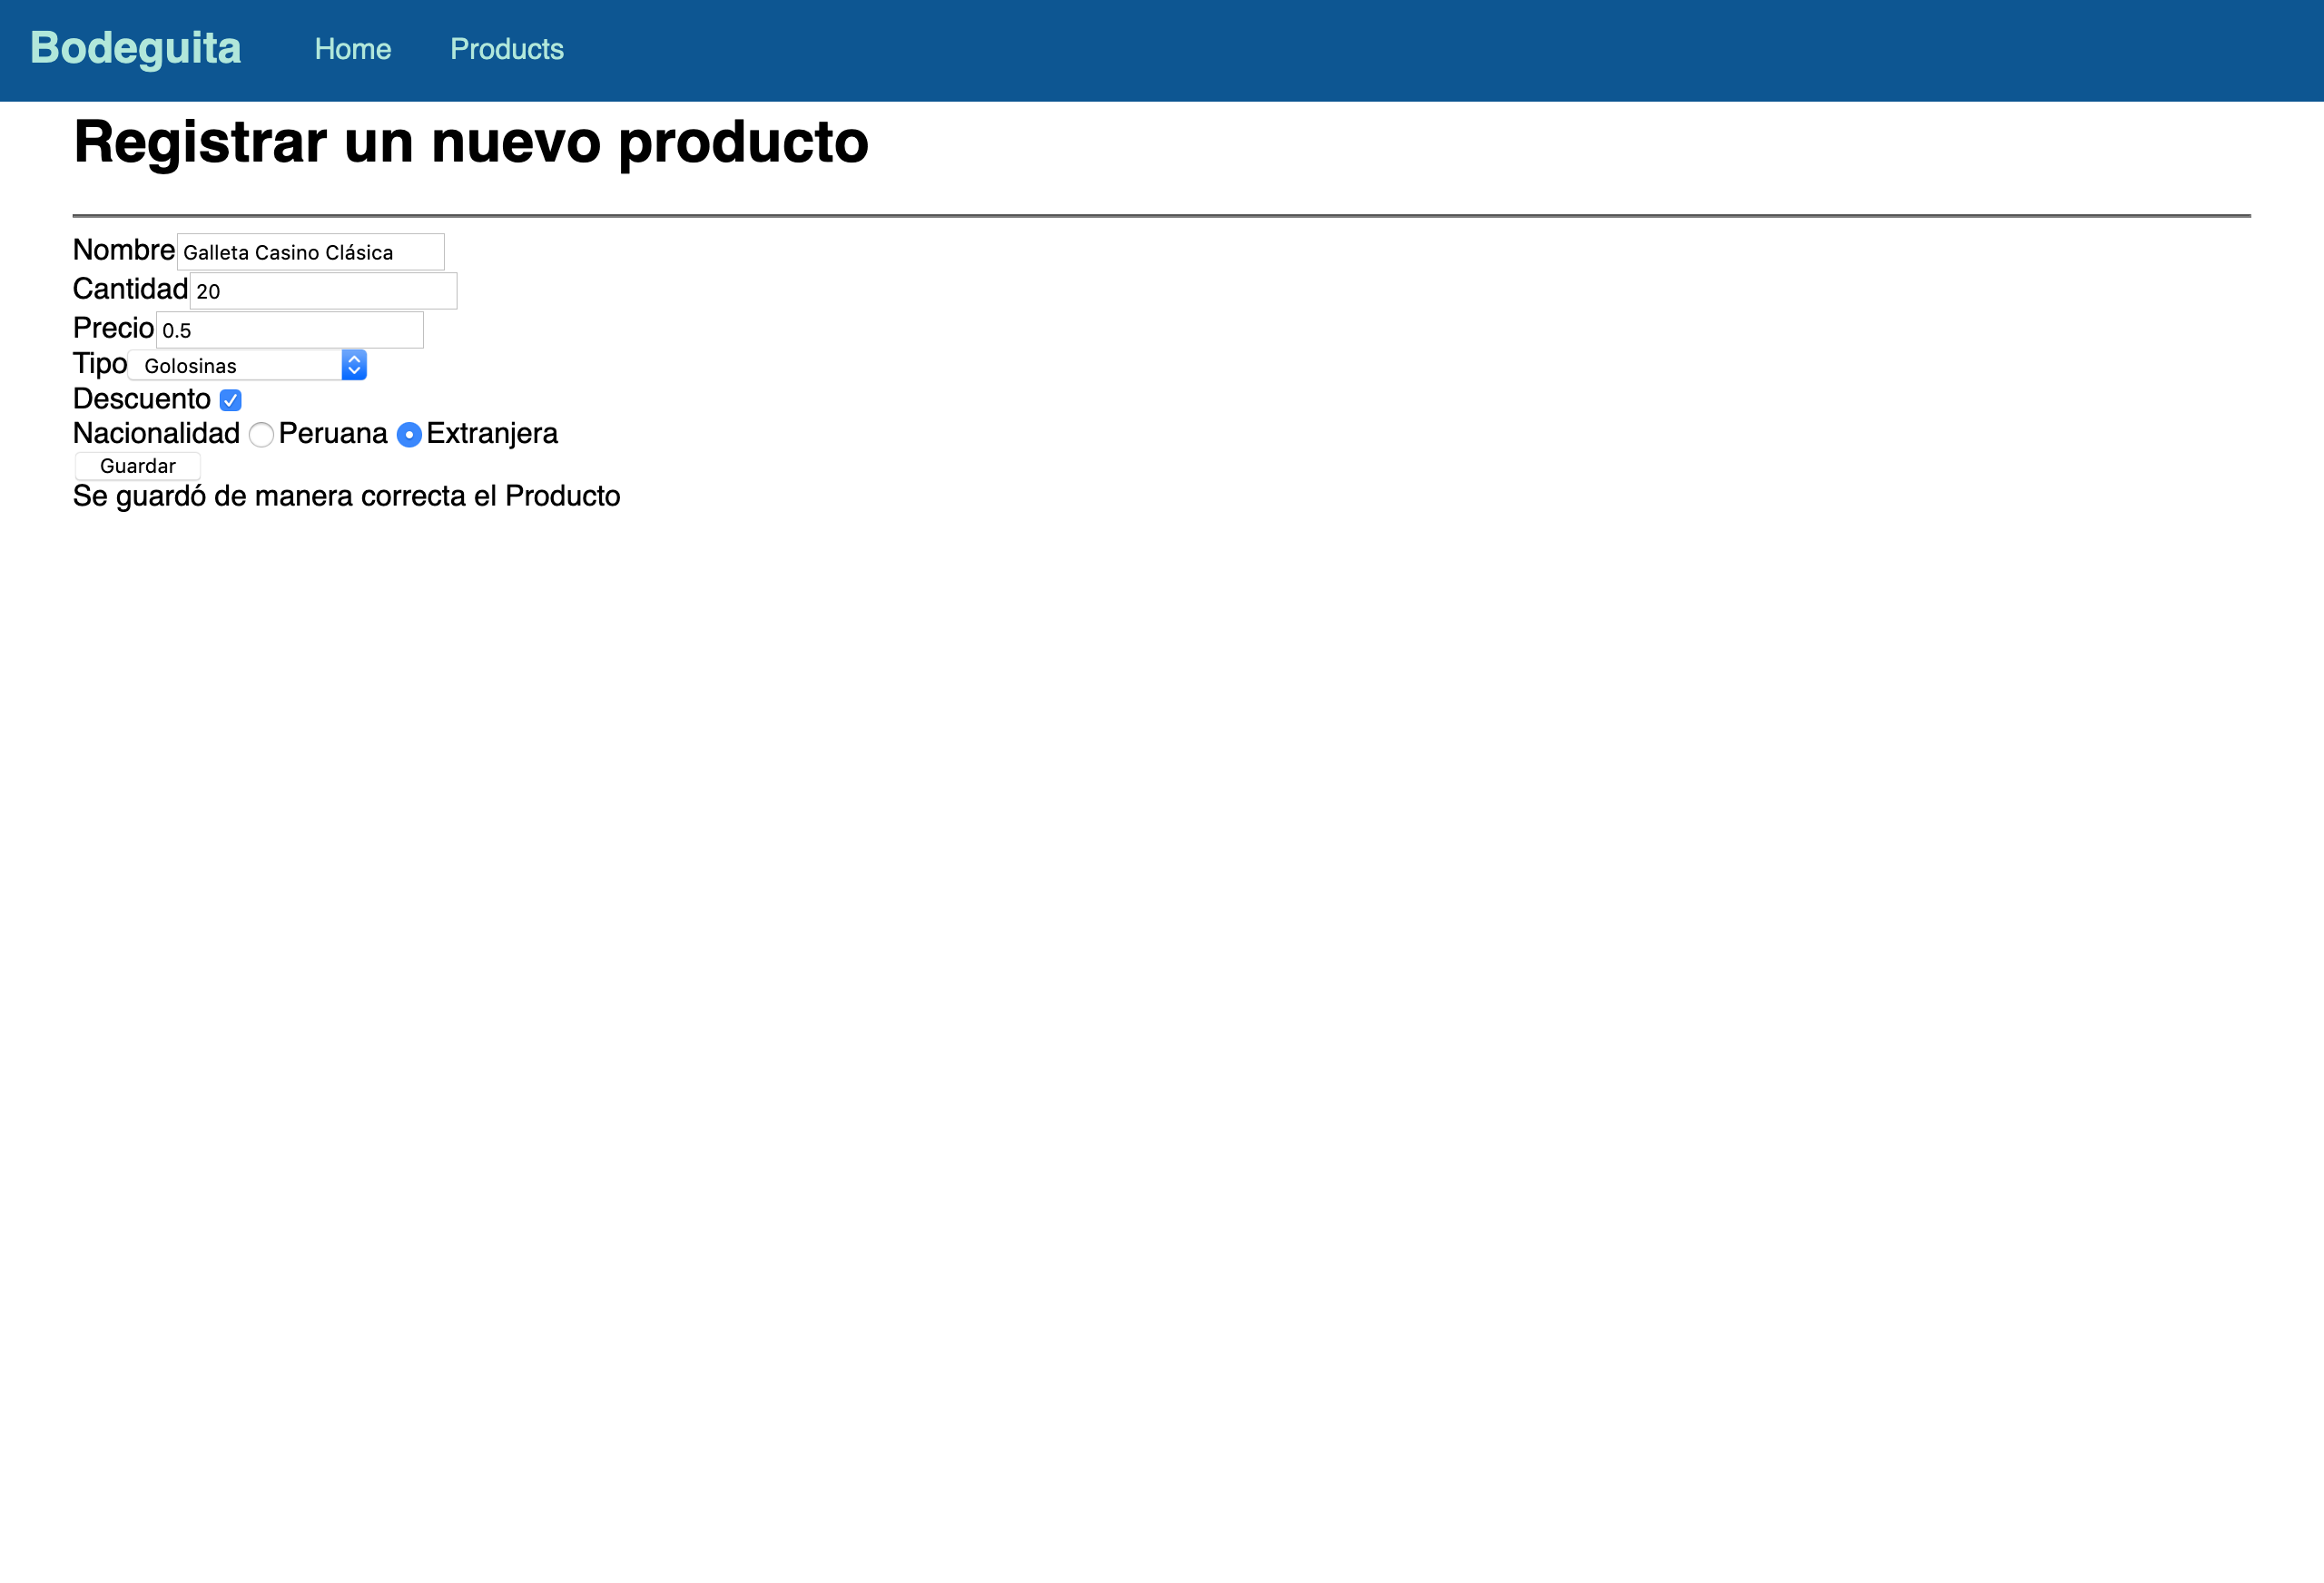 Bodeguita Home Products
Registrar un nuevo producto
Nombre Galleta Casino Clásica
Cantidad 20
Precio 0.5
Tipo Golosinas
Descuento
Nacionalidad Peruana Extranjera
Guardar
Se guardó de manera correcta el Producto